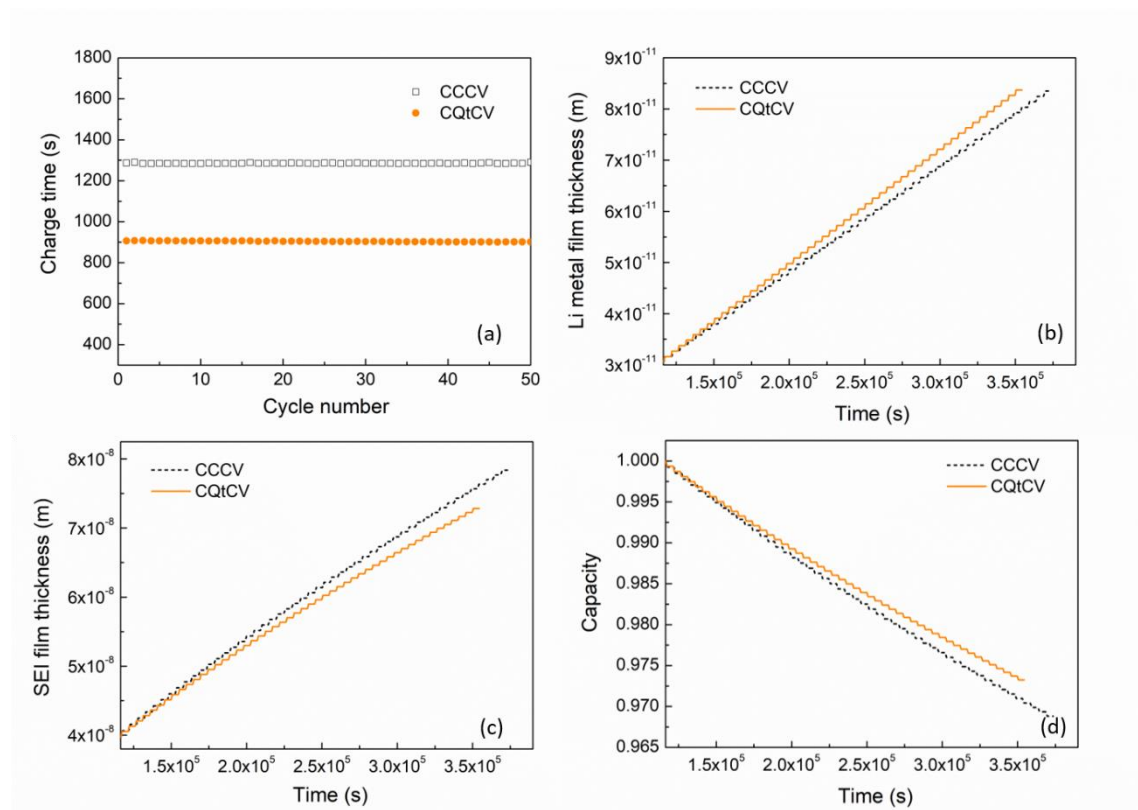 1800
1600
1400
1200
1000
800
600
400
Charge time (s)
CCCV
CQtCV
(a)
0 10 20 30 40 50
Cycle number
9x10⁻¹¹
8x10⁻¹¹
7x10⁻¹¹
6x10⁻¹¹
5x10⁻¹¹
4x10⁻¹¹
3x10⁻¹¹
Li metal film thickness (m)
CCCV
CQtCV
(b)
1.5x10⁵ 2.0x10⁵ 2.5x10⁵ 3.0x10⁵ 3.5x10⁵
Time (s)
8x10⁻⁸
7x10⁻⁸
6x10⁻⁸
5x10⁻⁸
4x10⁻⁸
SEI film thickness (m)
CCCV
CQtCV
(c)
1.5x10⁵ 2.0x10⁵ 2.5x10⁵ 3.0x10⁵ 3.5x10⁵
Time (s)
1.000
0.995
0.990
0.985
0.980
0.975
0.970
0.965
Capacity
CCCV
CQtCV
(d)
1.5x10⁵ 2.0x10⁵ 2.5x10⁵ 3.0x10⁵ 3.5x10⁵
Time (s)